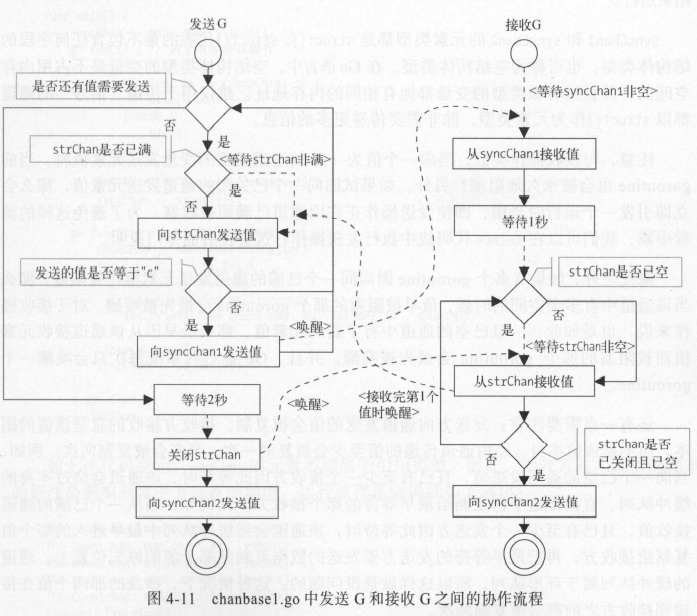 发送G
接收G
是否还有值需要发送
<等待syncChan1非空>
否
是
strChan是否已满
<等待strChan非满>
从syncChan1接收值
否
是
向strChan发送值
等待1秒
发送的值是否等于"c"
strChan是否已空
否
是
<唤醒>
是
否
<等待strChan非空>
向syncChan1发送值
从strChan接收值
等待2秒
<唤醒>
<接收完第1个
值时唤醒>
关闭strChan
否
是
strChan是否
已关闭且已空
向syncChan2发送值
向syncChan2发送值
图 4-11 chanbase1.go 中发送 G 和接收 G 之间的协作流程